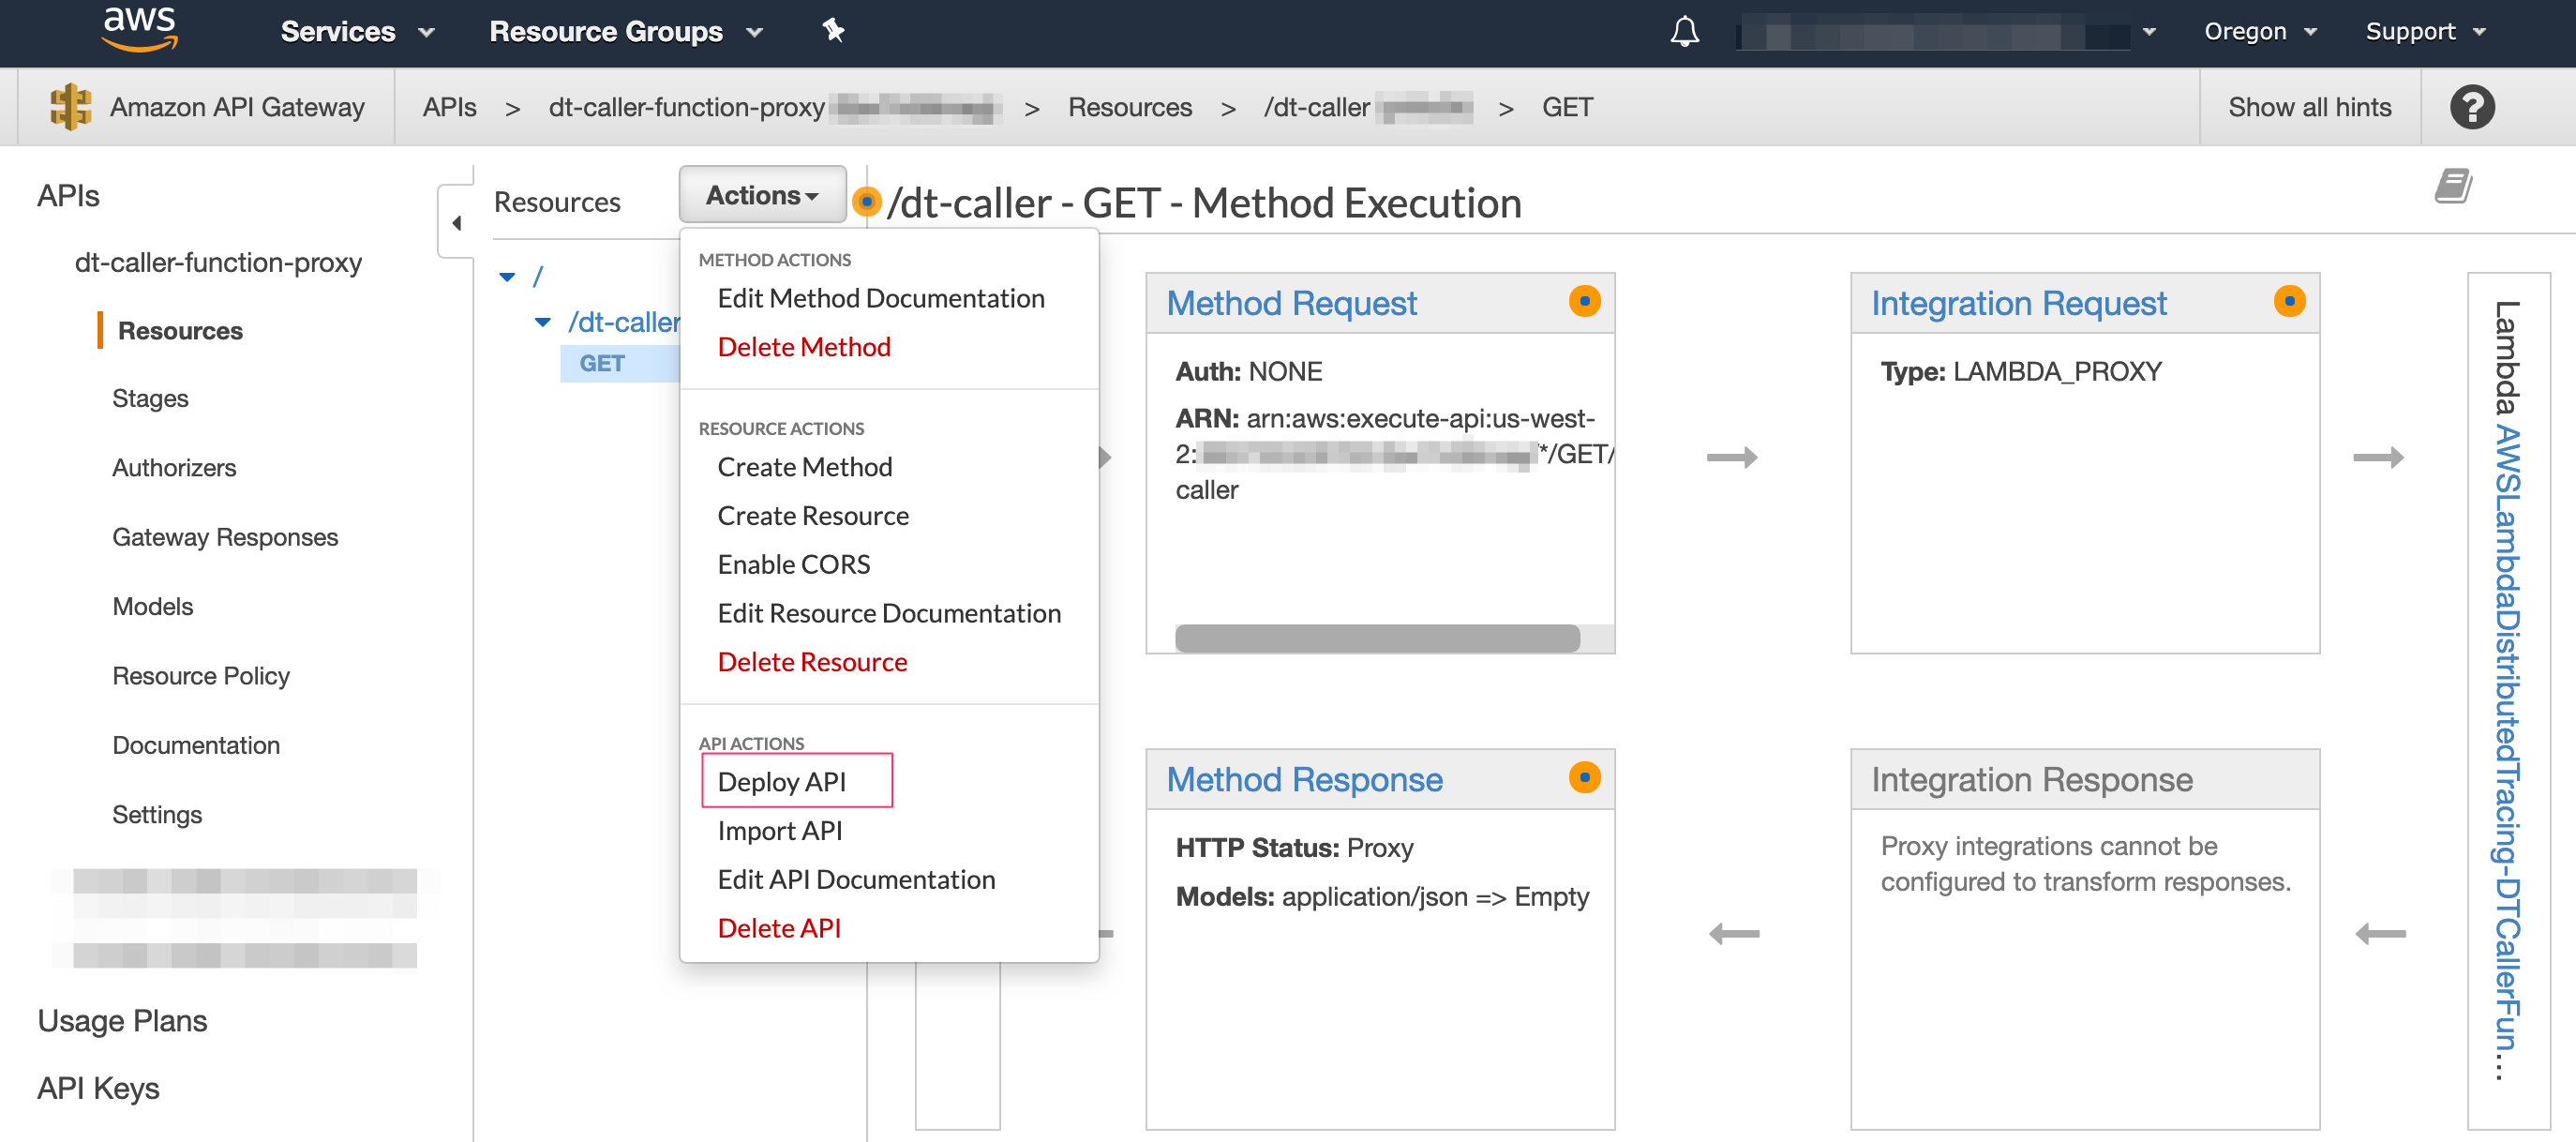 aws Services Resource Groups Oregon Support
Amazon API Gateway APIs > dt-caller-function-proxy > Resources > /dt-caller > GET Show all hints ?
APIs
dt-caller-function-proxy
Resources
Stages
Authorizers
Gateway Responses
Models
Resource Policy
Documentation
Settings
Usage Plans
API Keys
Resources
Actions
/
/dt-caller
GET
METHOD ACTIONS
Edit Method Documentation
Delete Method
RESOURCE ACTIONS
Create Method
Create Resource
Enable CORS
Edit Resource Documentation
Delete Resource
API ACTIONS
Deploy API
Import API
Edit API Documentation
Delete API
/dt-caller - GET - Method Execution
Method Request
Auth: NONE
ARN: arn:aws:execute-api:us-west-
2: */GET/
caller
Integration Request
Type: LAMBDA_PROXY
Method Response
HTTP Status: Proxy
Models: application/json => Empty
Integration Response
Proxy integrations cannot be
configured to transform responses.
Lambda AWSLambdaDistributedTracing-DTCallerFun...